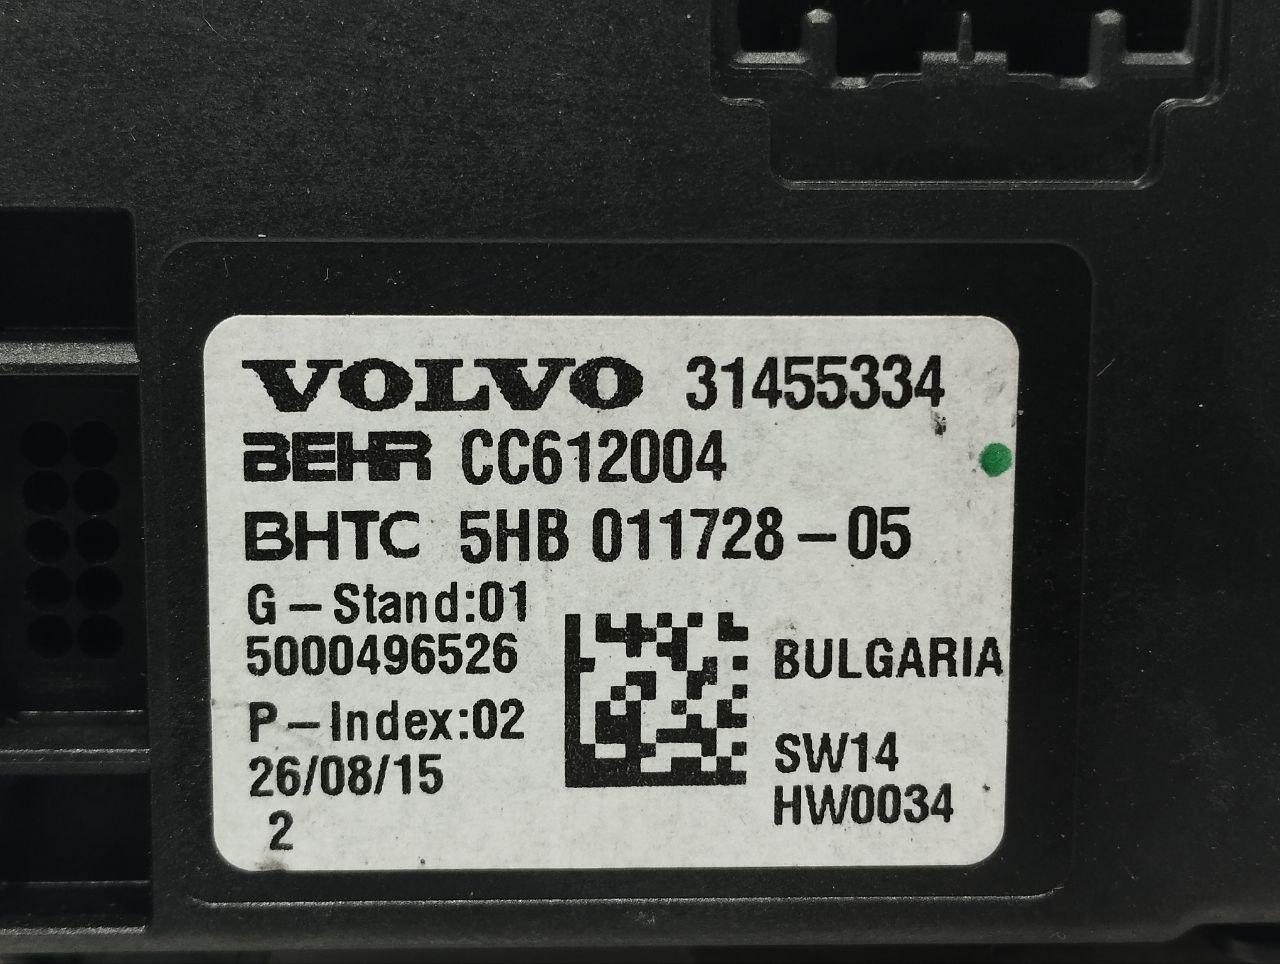 VOLVO 31455334
BEHR CC612004
BHTC 5HB 011728-05
G-Stand:01
5000496526
BULGARIA
P-Index:02
26/08/15
SW14
2
HW0034